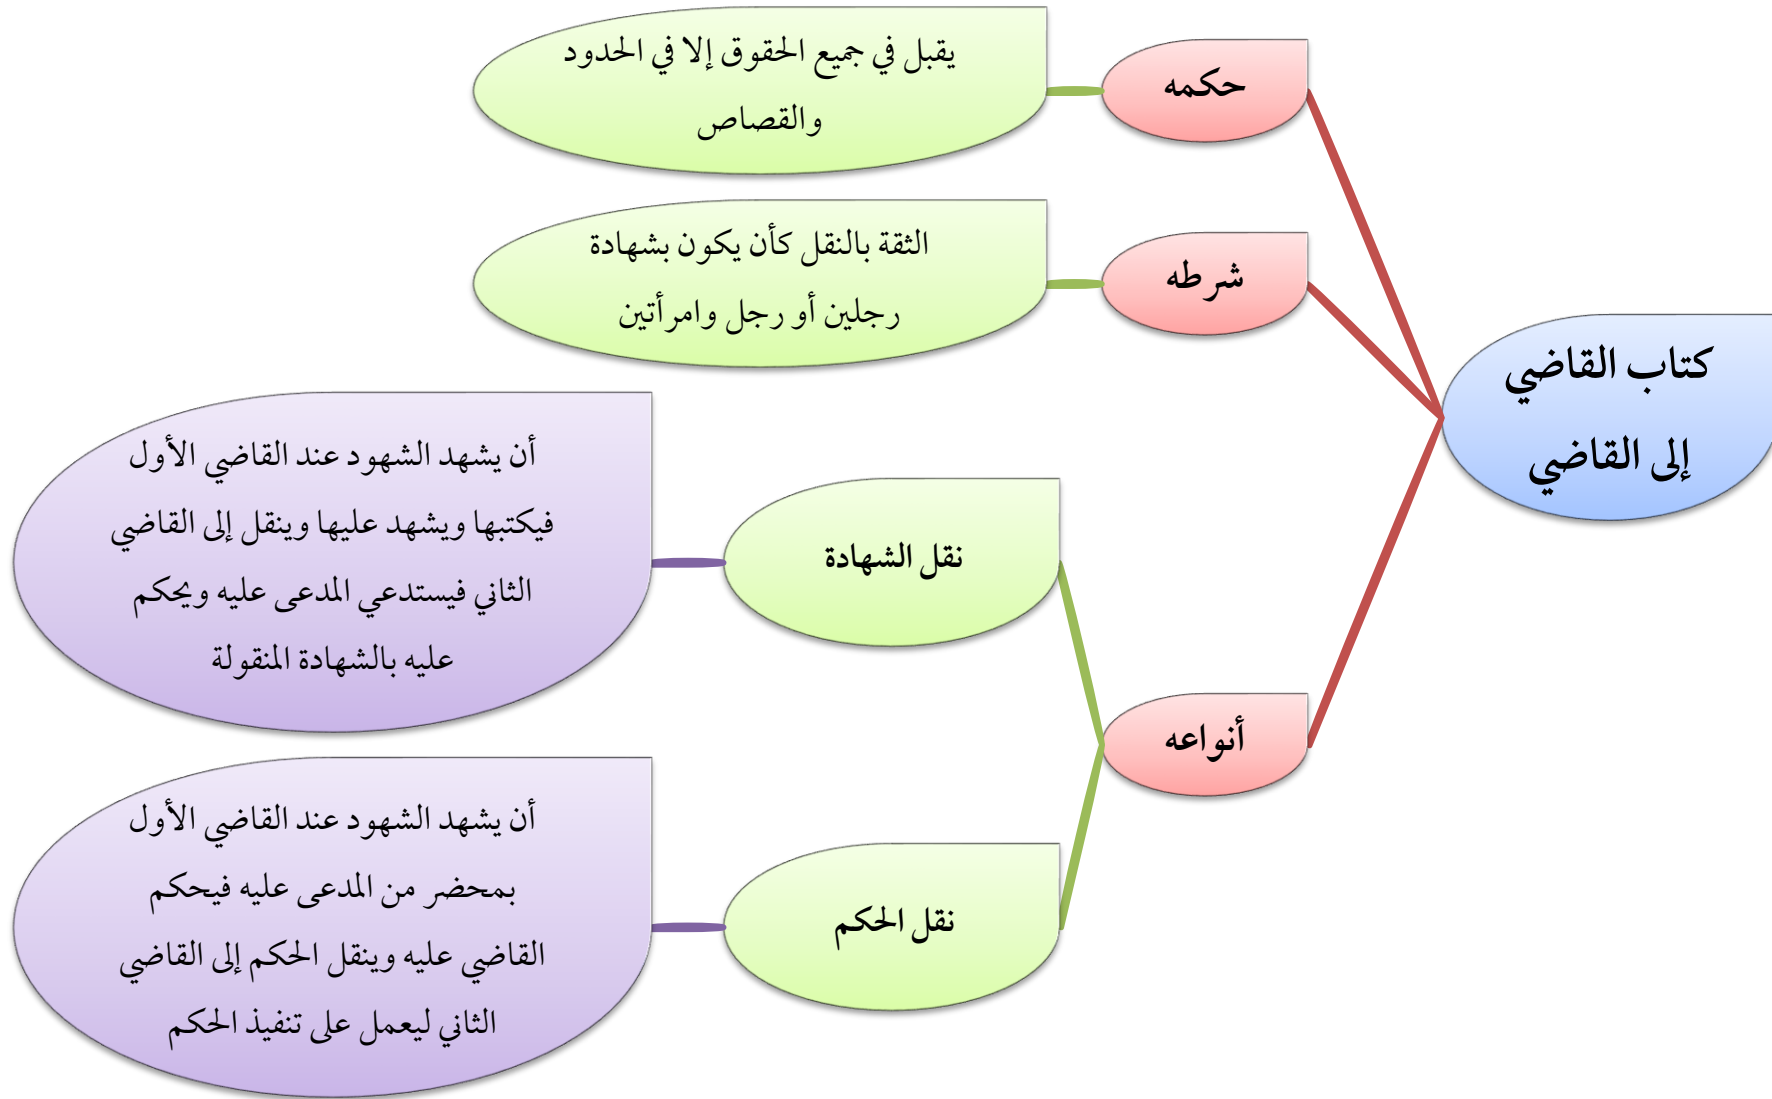 كتاب القاضي
إلى القاضي
حكمه
يقبل في جميع الحقوق إلا في الحدود
والقصاص
شرطه
الثقة بالنقل كأن يكون بشهادة
رجلين أو رجل وامرأتين
أنواعه
نقل الشهادة
أن يشهد الشهود عند القاضي الأول
فيكتبها ويشهد عليها وينقل إلى القاضي
الثاني فيستدعي المدعى عليه ويحكم
عليه بالشهادة المنقولة
نقل الحكم
أن يشهد الشهود عند القاضي الأول
بمحضر من المدعى عليه فيحكم
القاضي عليه وينقل الحكم إلى القاضي
الثاني ليعمل على تنفيذ الحكم